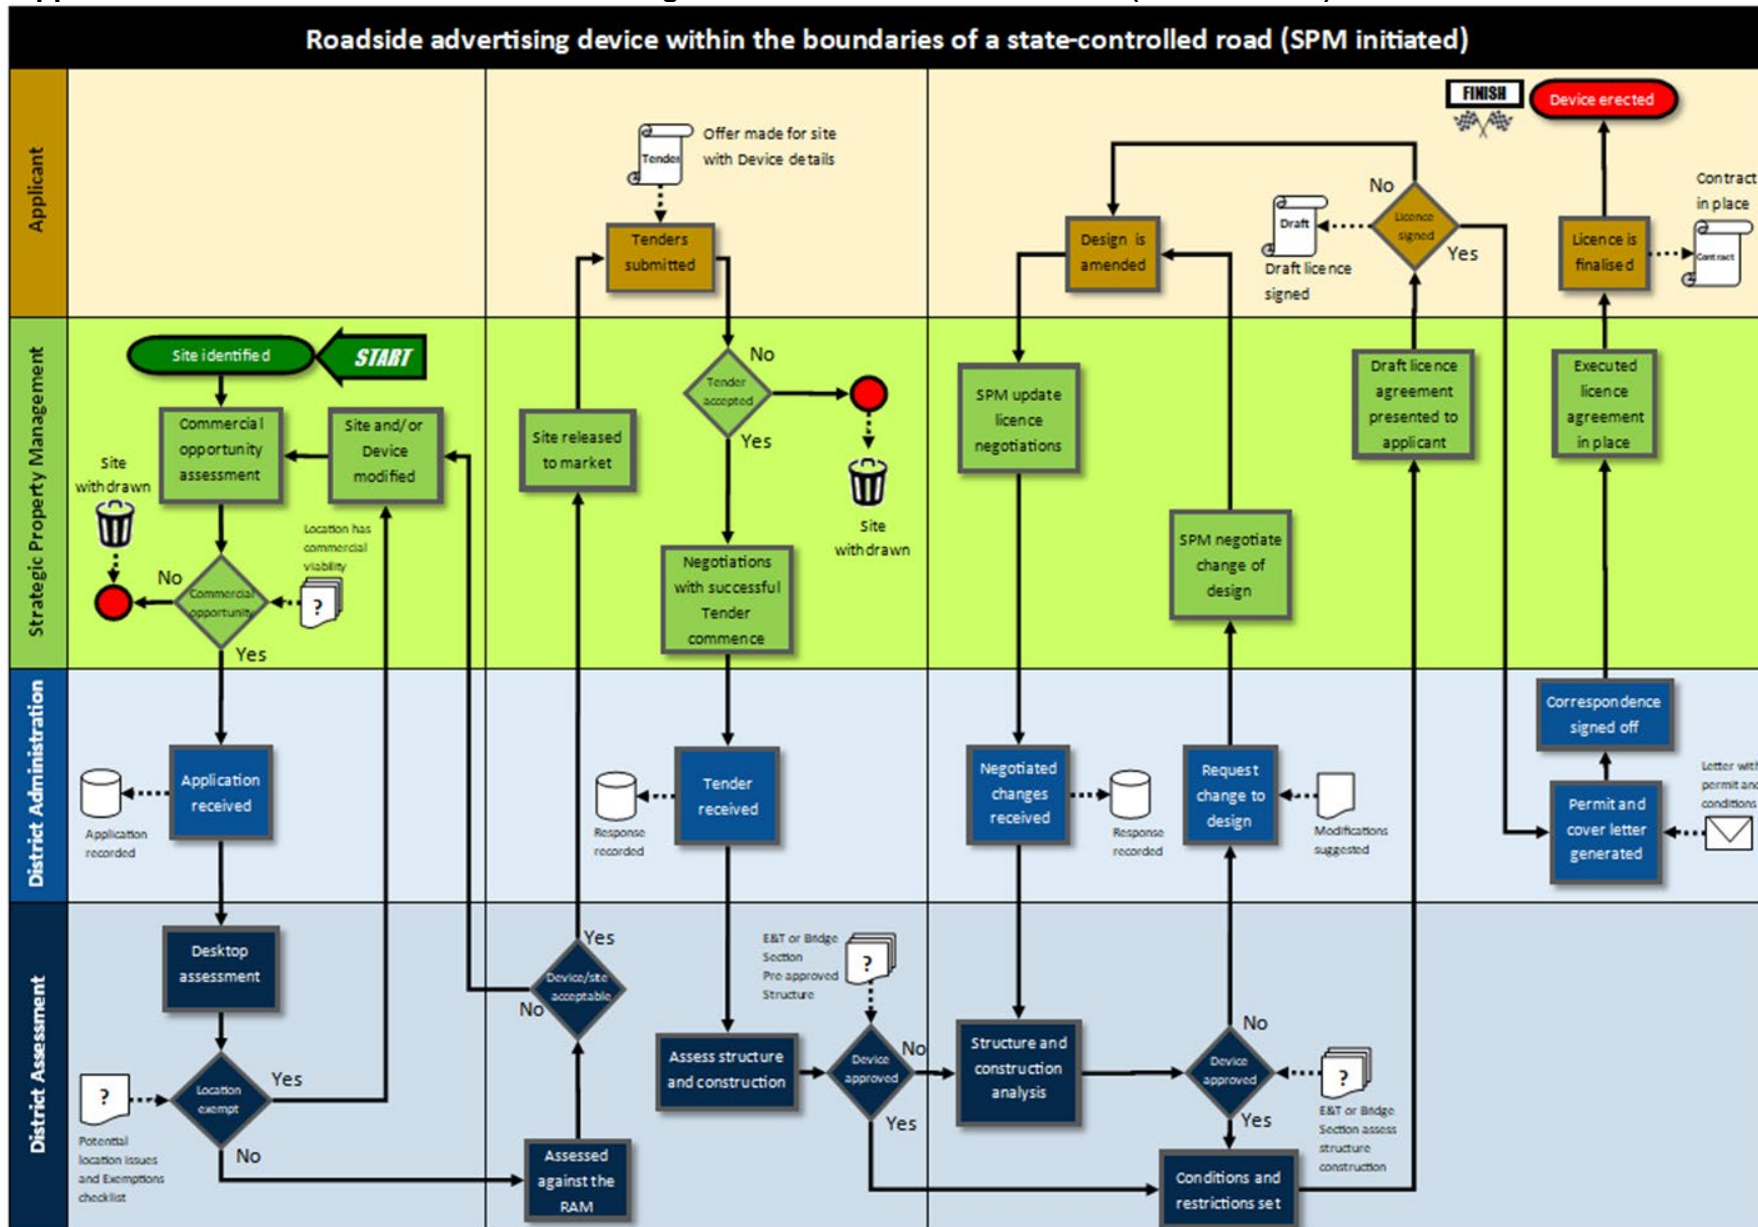 Roadside advertising device within the boundaries of a state-controlled road (SPM initiated)
Applicant
Tender
Offer made for site
with Device details
Tenders
submitted
FINISH
Device erected
No
Contract
in place
Draft
Licence
signed
Yes
Draft licence
signed
Design is
amended
Licence is
finalised
Contract
Strategic Property Management
Site identified
START
Commercial
opportunity
assessment
Site and/or
Device
modified
Site
withdrawn
Location has
commercial
viability
?
No
Commercial
opportunity
Yes
Site released
to market
No
Tender
accepted
Yes
Site
withdrawn
Negotiations
with successful
Tender
commence
SPM update
licence
negotiations
SPM negotiate
change of
design
Draft licence
agreement
presented to
applicant
Executed
licence
agreement
in place
District Administration
Application
received
Application
recorded
Tender
received
Response
recorded
Negotiated
changes
received
Response
recorded
Request
change to
design
Modifications
suggested
Correspondence
signed off
Permit and
cover letter
generated
Letter with
permit and
conditions
District Assessment
Desktop
assessment
Location
exempt
Yes
No
?
Potential
location issues
and Exemptions
checklist
Assessed
against the
RAM
Device/site
acceptable
Yes
No
Assess structure
and construction
E&T or Bridge
Section
Pre approved
Structure
?
Device
approved
No
Yes
Structure and
construction
analysis
No
Device
approved
Yes
?
E&T or Bridge
Section assess
structure
construction
Conditions and
restrictions set